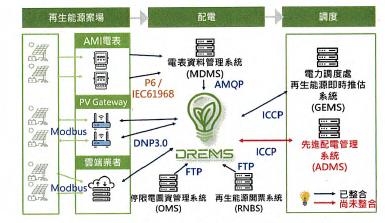 再生能源案場
配電
調度
AMI電表
P6 /
IEC61968
電表資料管理系統
(MDMS)
AMQP
電力調度處
再生能源即時推估
系統
(GEMS)
PV Gateway
Modbus
DNP3.0
DREMS
ICCP
ICCP
先進配電管理
系統
(ADMS)
雲端業者
Modbus
FTP
FTP
停限電圖資管理系統
(OMS)
再生能源開票系統
(RNBS)
已整合
尚未整合